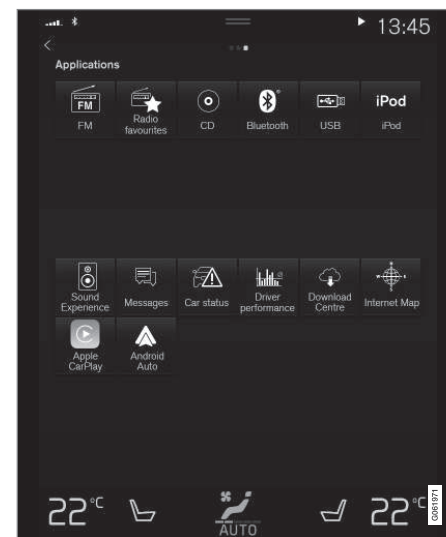 13:45
Applications
FM
FM
Radio
favourites
CD
Bluetooth
USB
iPod
iPod
Sound
Experience
Messages
Car status
Driver
performance
Download
Centre
Internet Map
Apple
CarPlay
Android
Auto
22°C
AUTO
22°C
G061971